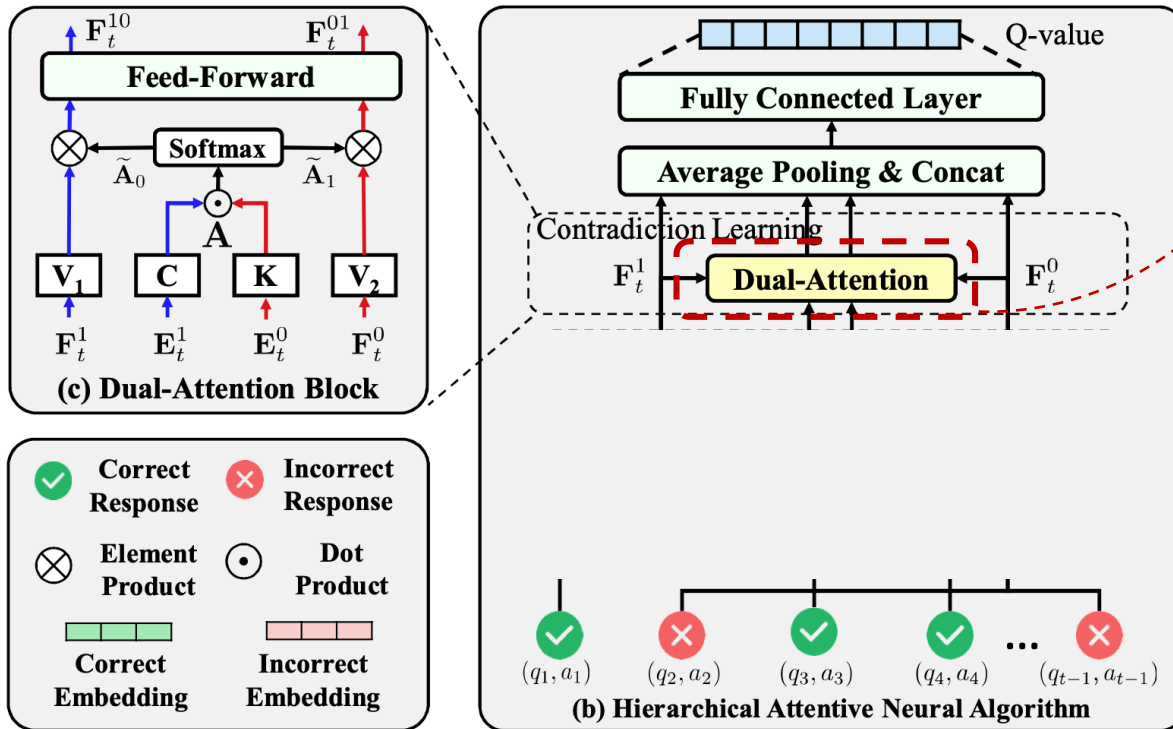 F_t^{10} F_t^{01}
Feed-Forward
Softmax
Ã_0 Ã_1
A
V_1 C K V_2
F_t^1 E_t^1 E_t^0 F_t^0
(c) Dual-Attention Block
Correct Response
Incorrect Response
Element Product
Dot Product
Correct Embedding
Incorrect Embedding
Q-value
Fully Connected Layer
Average Pooling & Concat
Contradiction Learning
F_t^1 Dual-Attention F_t^0
...
(q_1, a_1) (q_2, a_2) (q_3, a_3) (q_4, a_4) (q_{t-1}, a_{t-1})
(b) Hierarchical Attentive Neural Algorithm